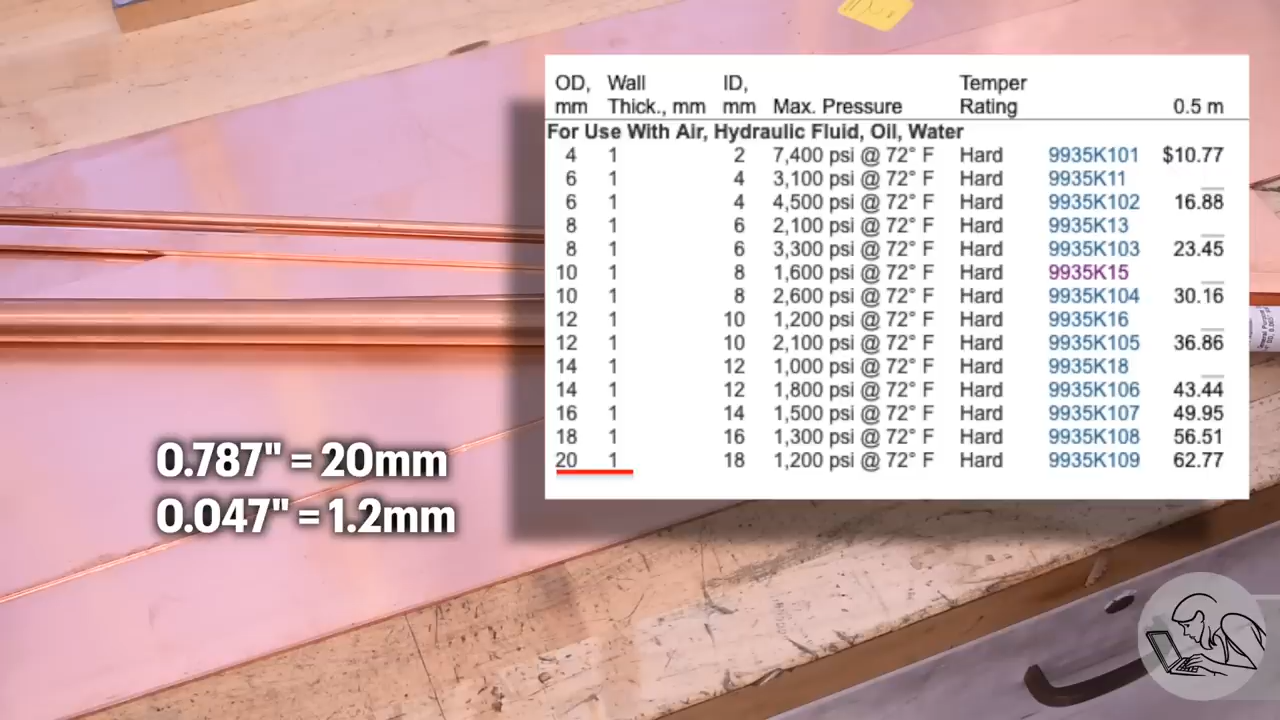 OD, Wall ID, Temper
mm Thick., mm mm Max. Pressure Rating 0.5 m
For Use With Air, Hydraulic Fluid, Oil, Water
4 1 2 7,400 psi @ 72° F Hard 9935K101 $10.77
6 1 4 3,100 psi @ 72° F Hard 9935K11 __
6 1 4 4,500 psi @ 72° F Hard 9935K102 16.88
8 1 6 2,100 psi @ 72° F Hard 9935K13 __
8 1 6 3,300 psi @ 72° F Hard 9935K103 23.45
10 1 8 1,600 psi @ 72° F Hard 9935K15 __
10 1 8 2,600 psi @ 72° F Hard 9935K104 30.16
12 1 10 1,200 psi @ 72° F Hard 9935K16 __
12 1 10 2,100 psi @ 72° F Hard 9935K105 36.86
14 1 12 1,000 psi @ 72° F Hard 9935K18 __
14 1 12 1,800 psi @ 72° F Hard 9935K106 43.44
16 1 14 1,500 psi @ 72° F Hard 9935K107 49.95
18 1 16 1,300 psi @ 72° F Hard 9935K108 56.51
20 1 18 1,200 psi @ 72° F Hard 9935K109 62.77
0.787" = 20mm
0.047" = 1.2mm